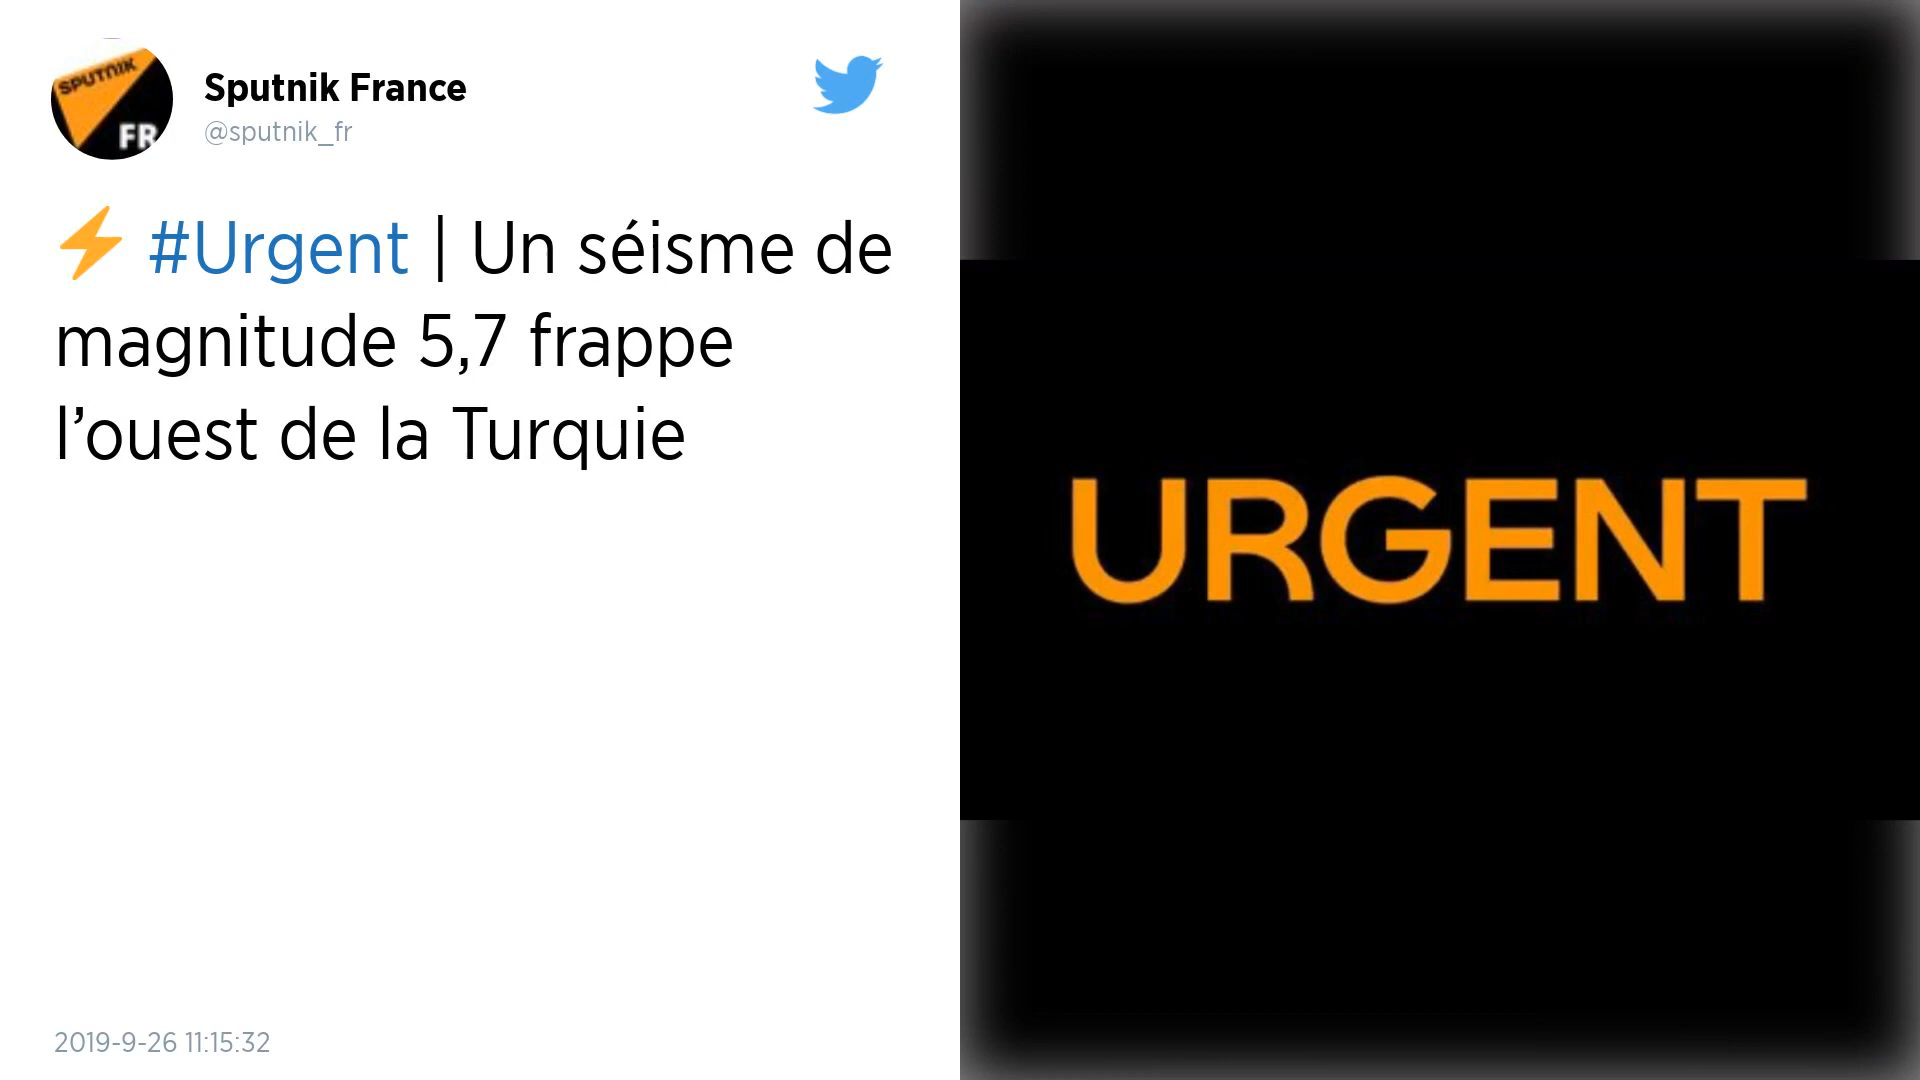 SPUTNIK
FR
Sputnik France
@sputnik_fr
⚡ #Urgent | Un séisme de
magnitude 5,7 frappe
l’ouest de la Turquie
2019-9-26 11:15:32
URGENT